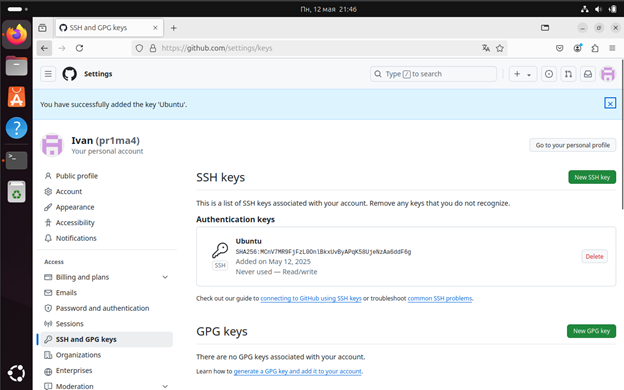 Пн, 12 мая 21:46
SSH and GPG keys
https://github.com/settings/keys
Settings
Type / to search
You have successfully added the key 'Ubuntu'.
Ivan (pr1ma4)
Your personal account
Go to your personal profile
Public profile
Account
Appearance
Accessibility
Notifications
Access
Billing and plans
Emails
Password and authentication
Sessions
SSH and GPG keys
Organizations
Enterprises
Moderation
SSH keys
New SSH key
This is a list of SSH keys associated with your account. Remove any keys that you do not recognize.
Authentication keys
Ubuntu
SSH
Added on May 12, 2025
Never used — Read/write
Delete
Check out our guide to connecting to GitHub using SSH keys or troubleshoot common SSH problems.
GPG keys
New GPG key
There are no GPG keys associated with your account.
Learn how to generate a GPG key and add it to your account.